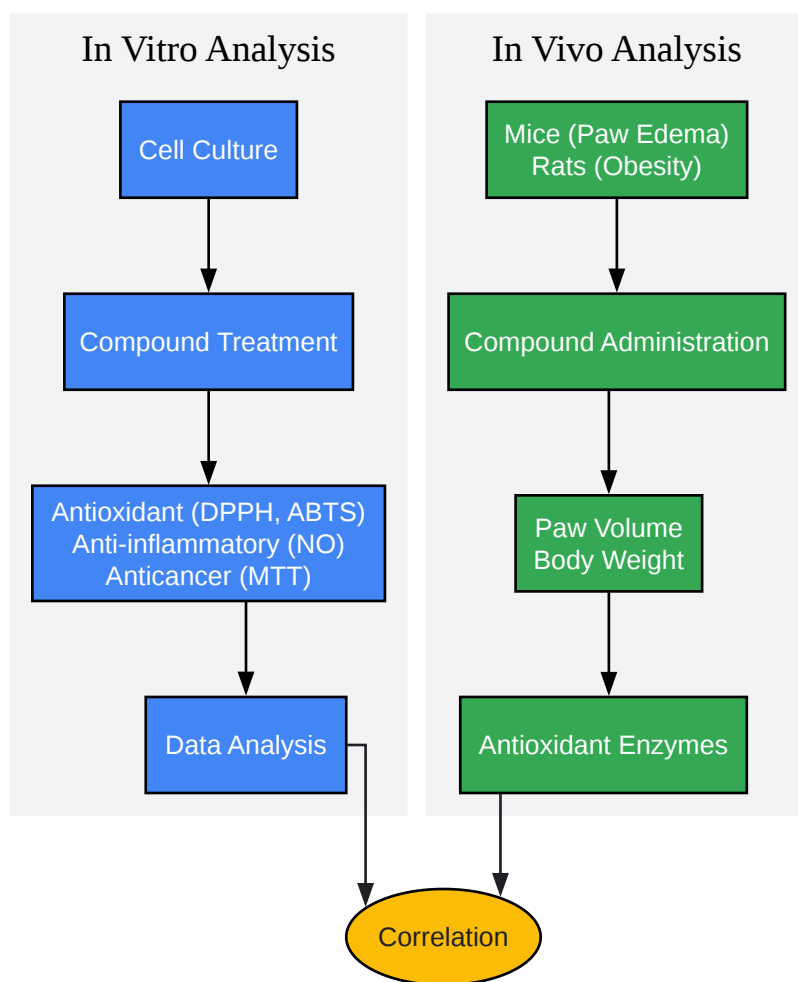 In Vitro Analysis
Cell Culture
Compound Treatment
Antioxidant (DPPH, ABTS)
Anti-inflammatory (NO)
Anticancer (MTT)
Data Analysis
In Vivo Analysis
Mice (Paw Edema)
Rats (Obesity)
Compound Administration
Paw Volume
Body Weight
Antioxidant Enzymes
Correlation